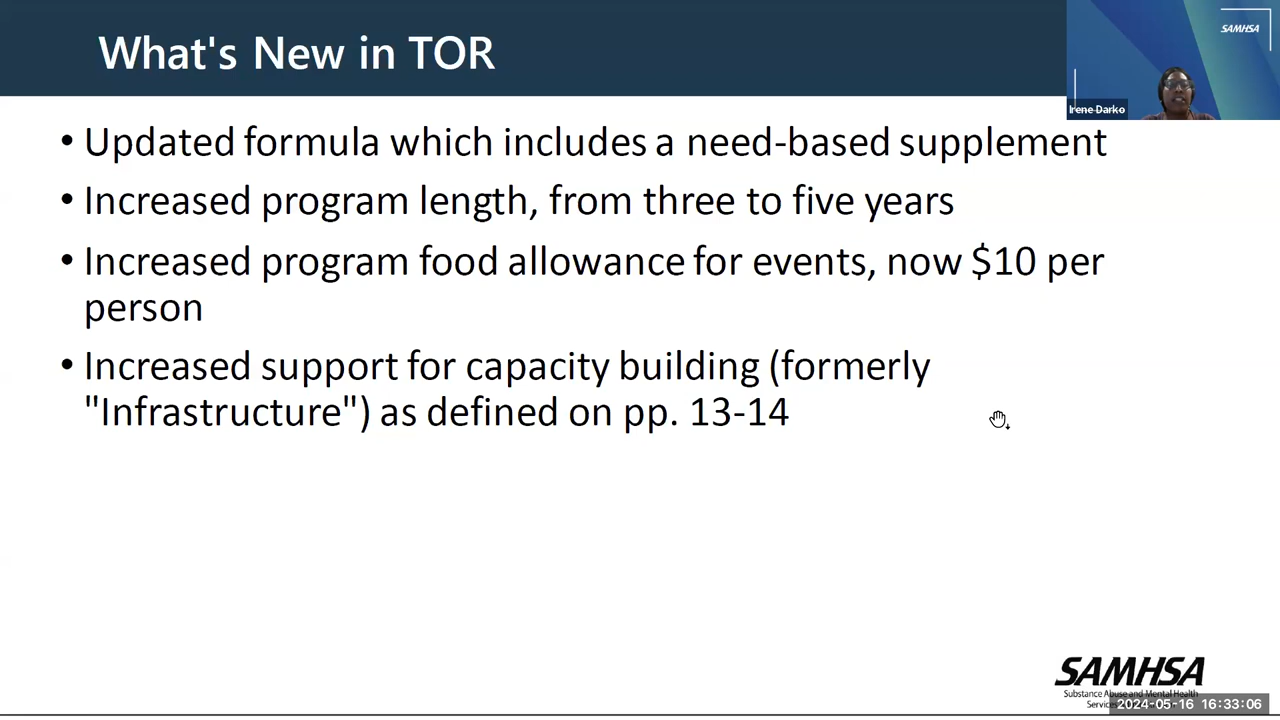 What's New in TOR
SAMHSA
Irene Darko
• Updated formula which includes a need-based supplement
• Increased program length, from three to five years
• Increased program food allowance for events, now $10 per
person
• Increased support for capacity building (formerly
"Infrastructure") as defined on pp. 13-14
SAMHSA
Substance Abuse and Mental Health
Services
2024-05-16 16:33:06